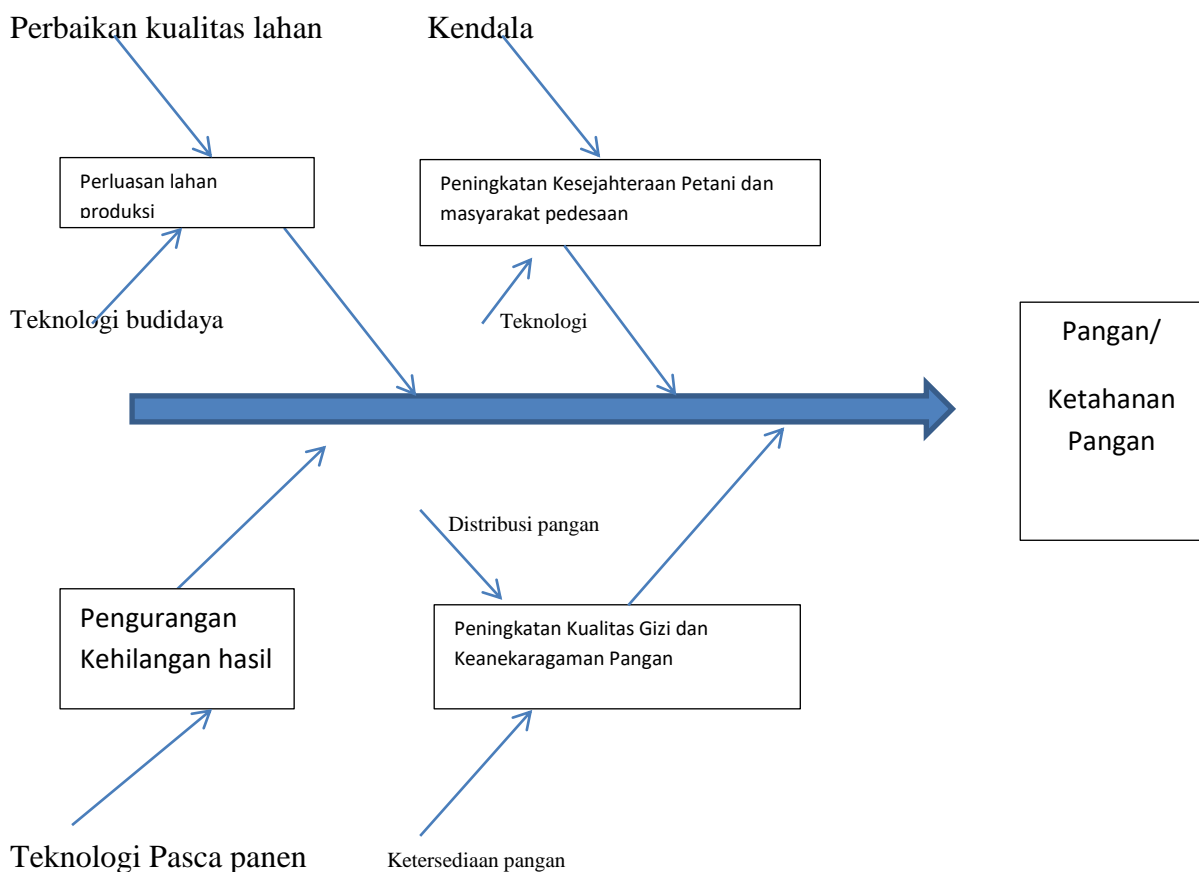 Perbaikan kualitas lahan
Kendala
Perluasan lahan
produksi
Peningkatan Kesejahteraan Petani dan
masyarakat pedesaan
Teknologi budidaya
Teknologi
Pangan/
Ketahanan
Pangan
Distribusi pangan
Pengurangan
Kehilangan hasil
Peningkatan Kualitas Gizi dan
Keanekaragaman Pangan
Teknologi Pasca panen
Ketersediaan pangan